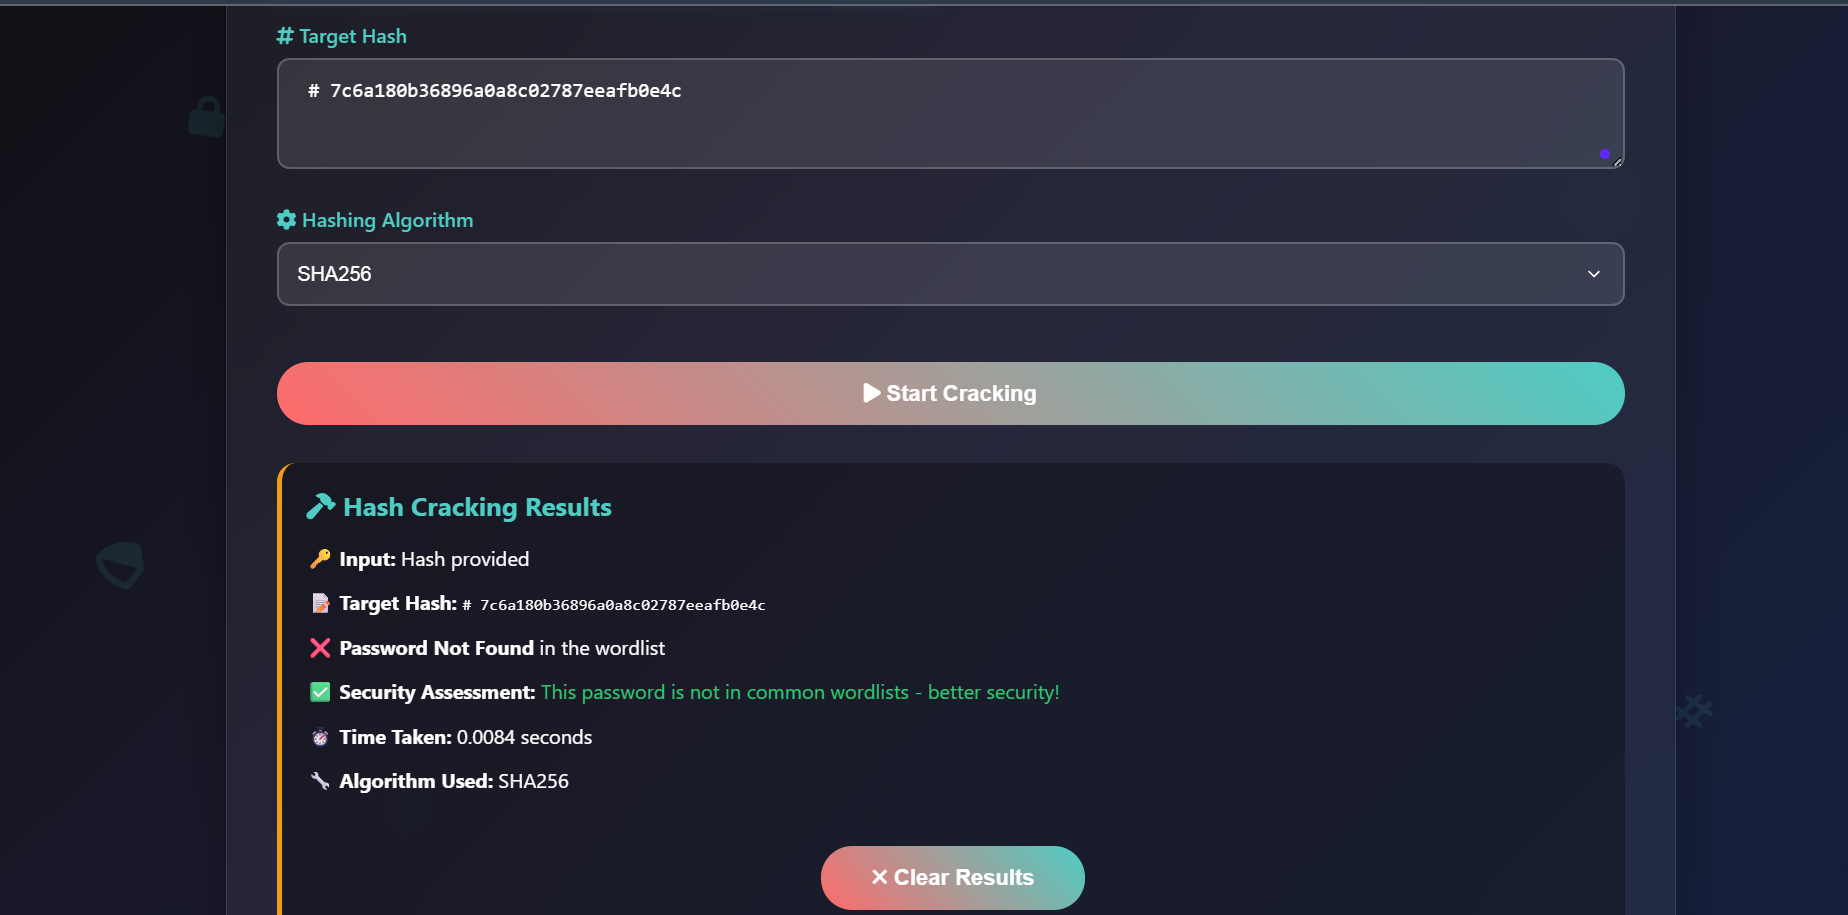 Target Hash
# 7c6a180b36896a0a8c02787eeafb0e4c
Hashing Algorithm
SHA256
Start Cracking
Hash Cracking Results
Input: Hash provided
Target Hash: # 7c6a180b36896a0a8c02787eeafb0e4c
Password Not Found in the wordlist
Security Assessment: This password is not in common wordlists - better security!
Time Taken: 0.0084 seconds
Algorithm Used: SHA256
Clear Results